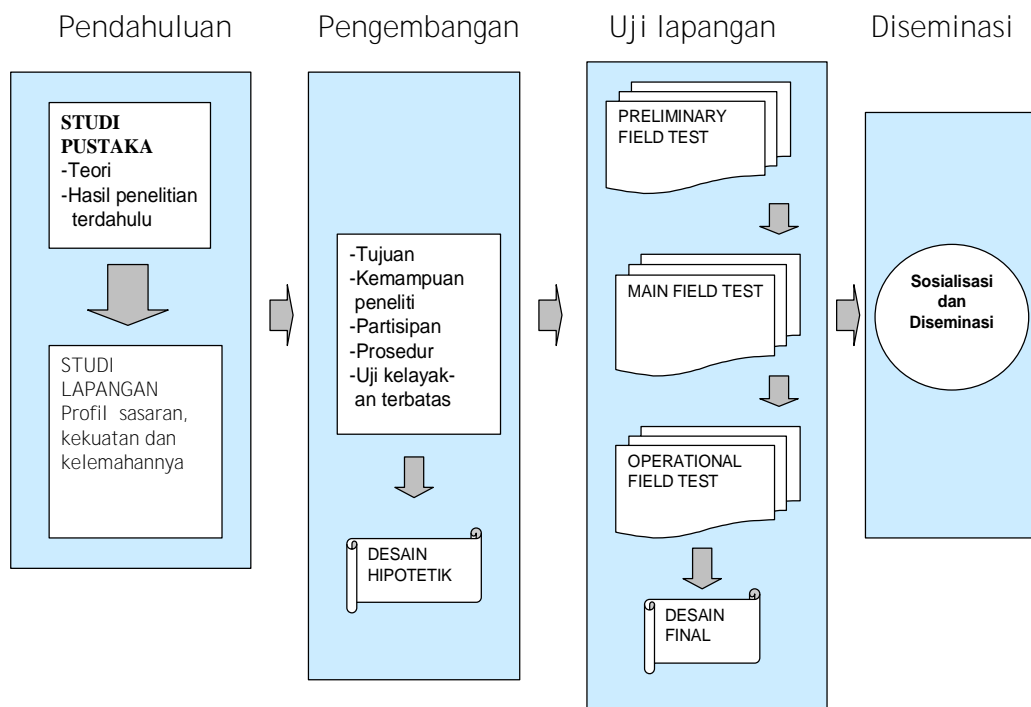 Pendahuluan
Pengembangan
Uji lapangan
Diseminasi
STUDI
PUSTAKA
-Teori
-Hasil penelitian
terdahulu
STUDI
LAPANGAN
Profil sasaran,
kekuatan dan
kelemahannya
-Tujuan
-Kemampuan
peneliti
-Partisipan
-Prosedur
-Uji kelayak-
an terbatas
DESAIN
HIPOTETIK
PRELIMINARY
FIELD TEST
MAIN FIELD TEST
OPERATIONAL
FIELD TEST
DESAIN
FINAL
Sosialisasi
dan
Diseminasi